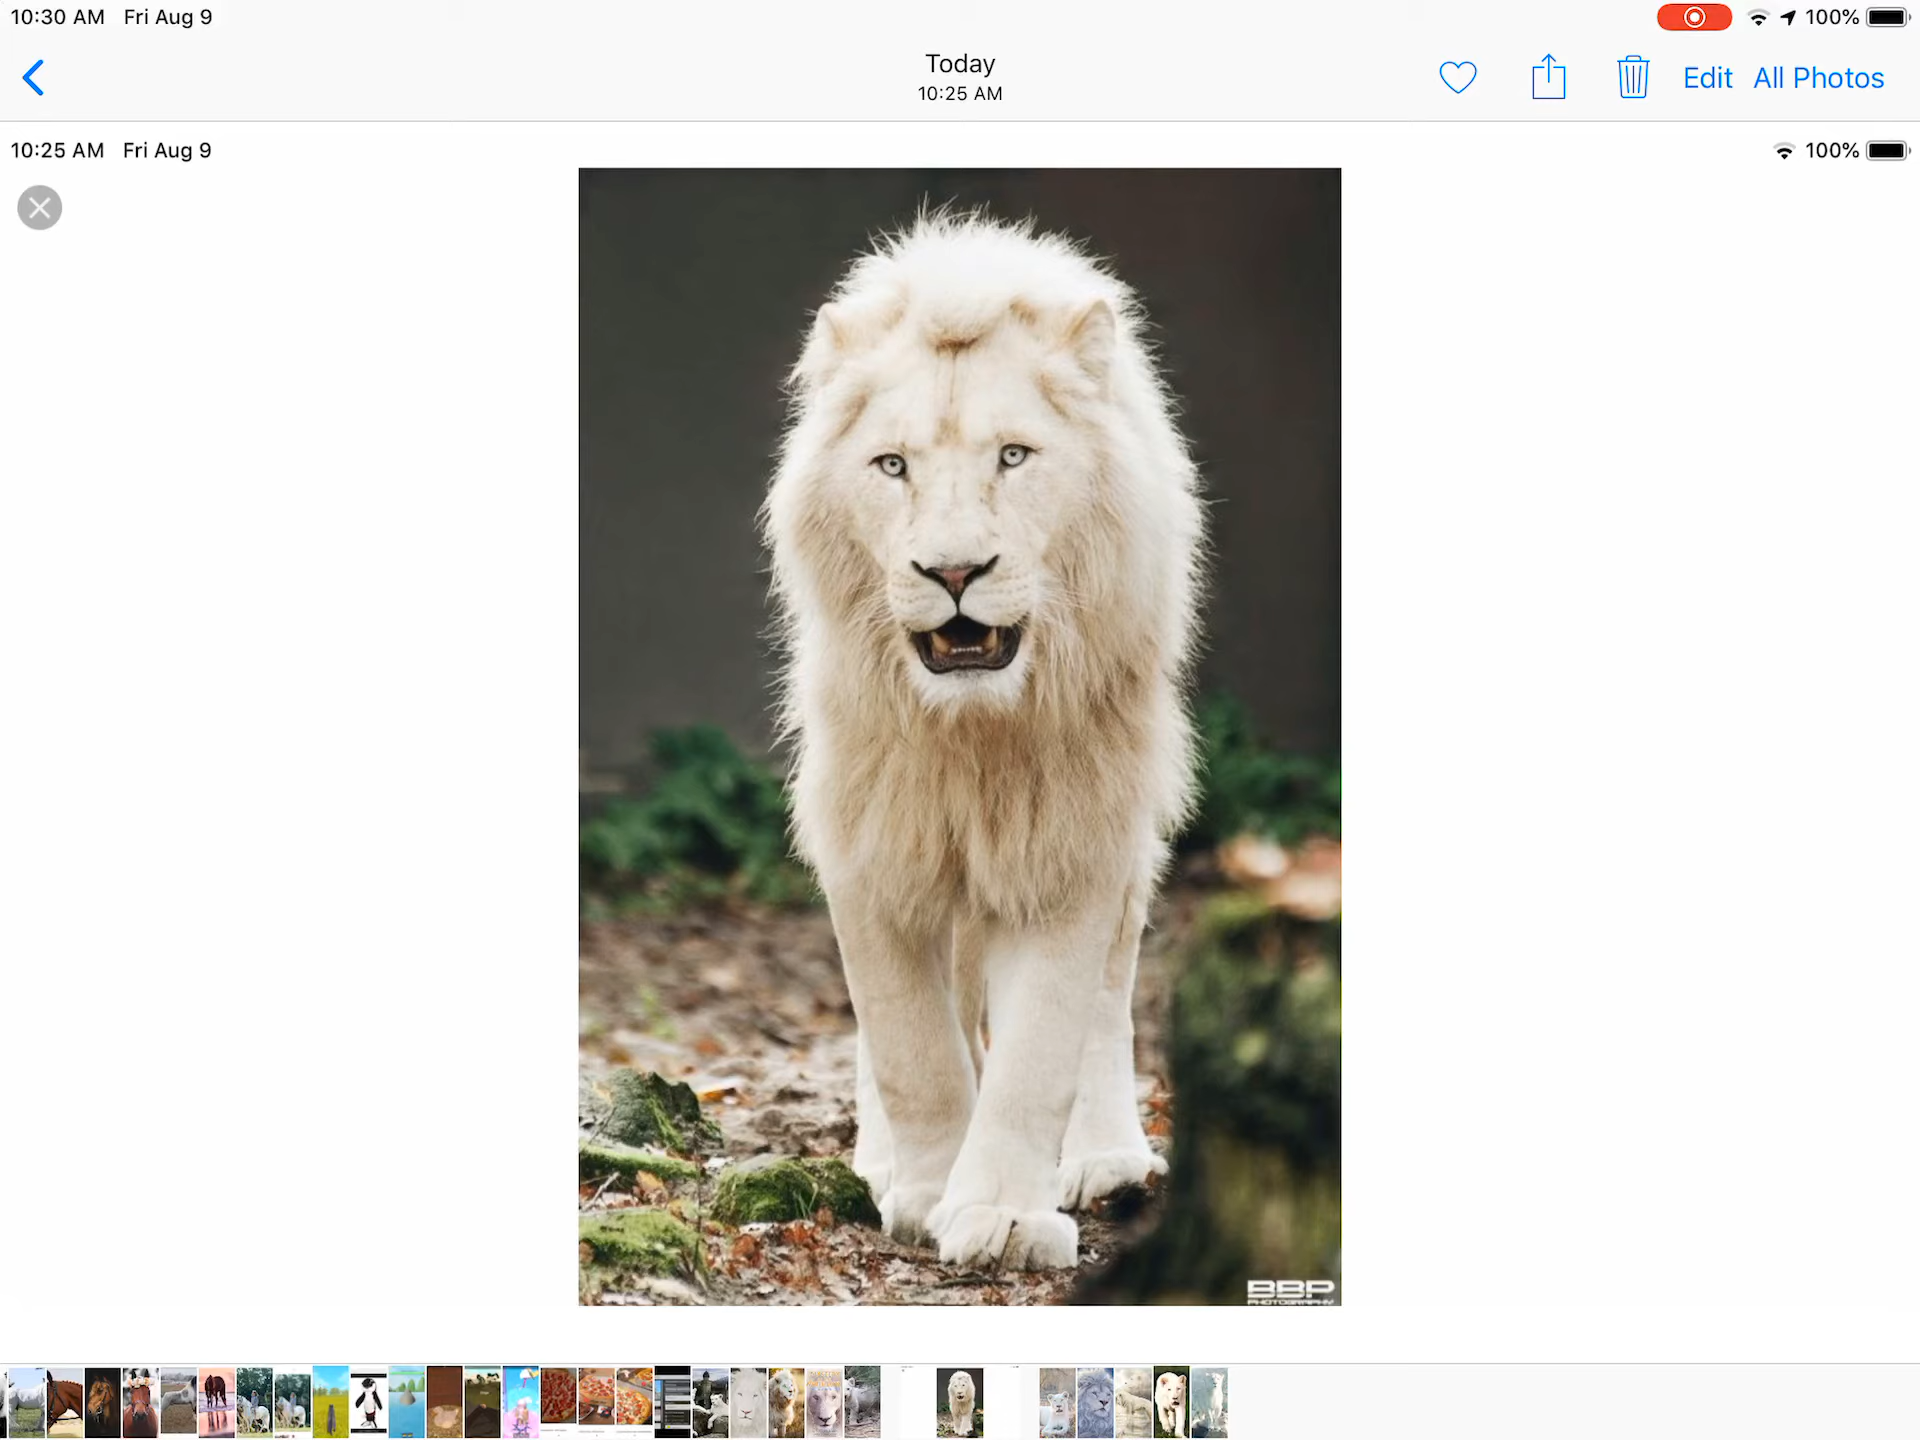 10:30 AM Fri Aug 9
100%
Today
10:25 AM
Edit All Photos
10:25 AM Fri Aug 9
100%
BBP
PHOTOGRAPHY